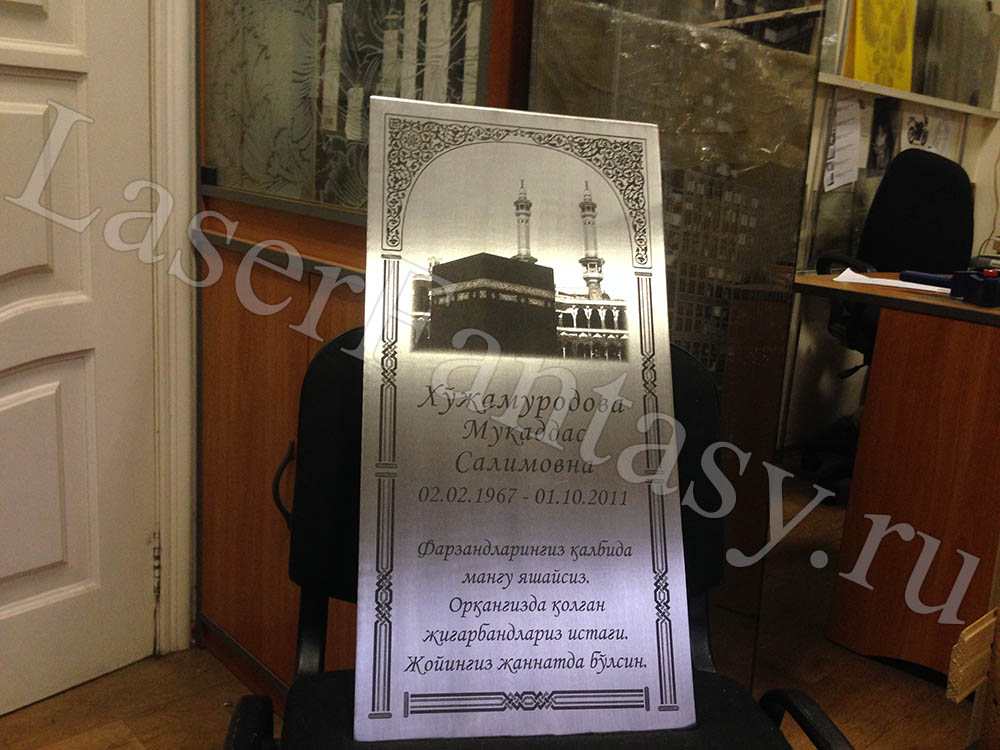 Хўжамуродова
Муқаддас
Салимовна
02.02.1967 - 01.10.2011
Фарзандларингиз қалбида
мангу яшайсиз.
Орқангизда қолган
жигарбандлариз истаги.
Жойингиз жаннатда бўлсин.
LaserFantasy.ru